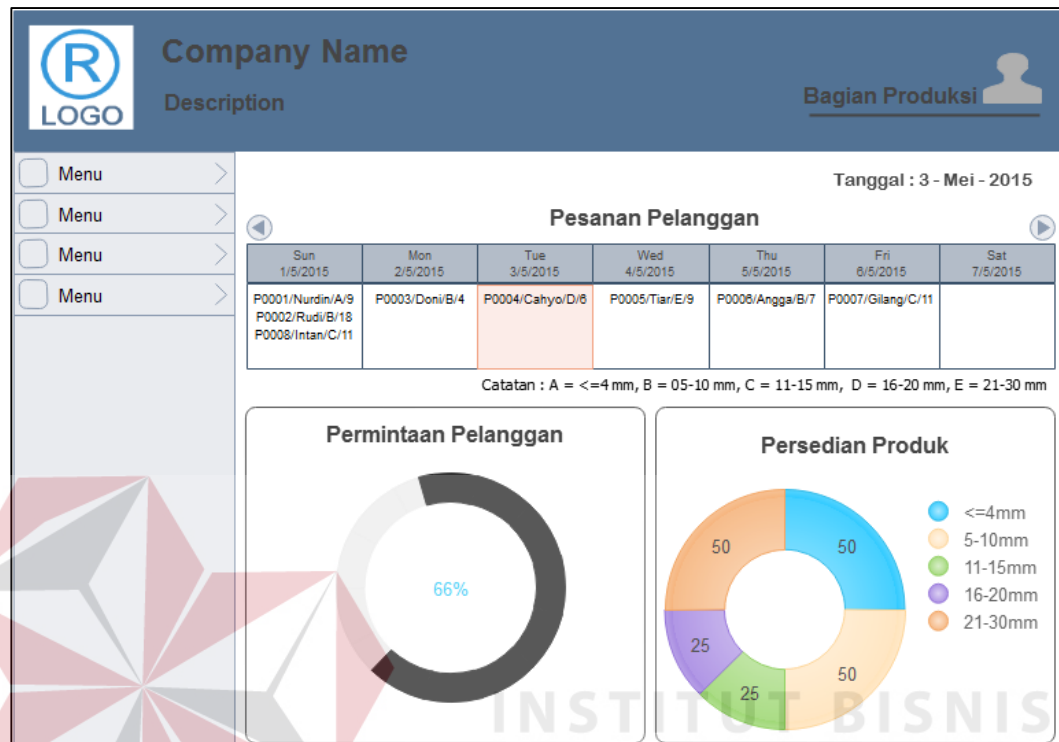 R
LOGO
Company Name
Description
Bagian Produksi
Menu
Menu
Menu
Menu
Tanggal : 3 - Mei - 2015
Pesanan Pelanggan
Sun Mon Tue Wed Thu Fri Sat
1/5/2015 2/5/2015 3/5/2015 4/5/2015 5/5/2015 6/5/2015 7/5/2015
P0001/Nurdin/A/9 P0003/Doni/B/4 P0004/Cahyo/D/6 P0005/Tiar/E/9 P0006/Angga/B/7 P0007/Gilang/C/11
P0002/Rudi/B/18
P0008/Intan/C/11
Catatan : A = <=4 mm, B = 05-10 mm, C = 11-15 mm, D = 16-20 mm, E = 21-30 mm
Permintaan Pelanggan
66%
Persedian Produk
50 50
25 50
25
<=4mm
5-10mm
11-15mm
16-20mm
21-30mm
INSTITUT BISNIS